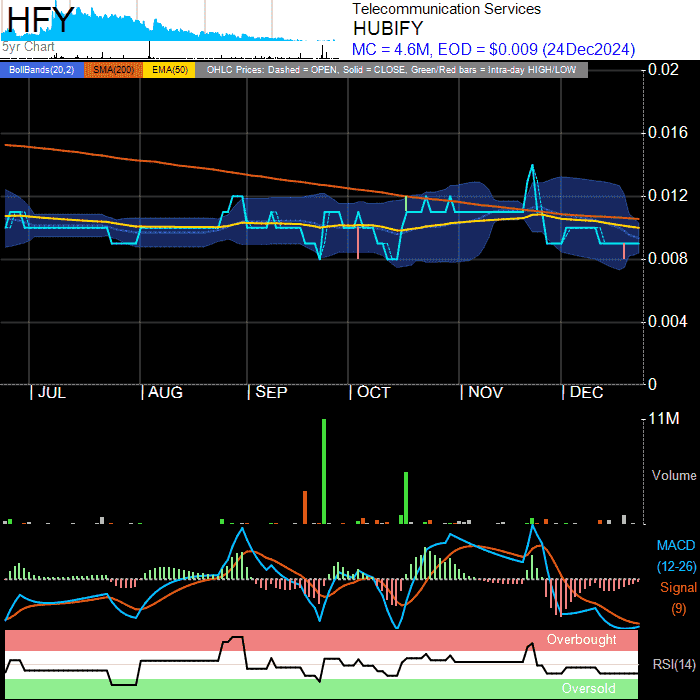 HFY
5yr Chart
Telecommunication Services
HUBIFY
MC = 4.6M, EOD = $0.009 (24Dec2024)
BollBands(20,2) SMA(200) EMA(50) OHLC Prices: Dashed = OPEN, Solid = CLOSE, Green/Red bars = Intra-day HIGH/LOW
0.02
0.016
0.012
0.008
0.004
0
JUL AUG SEP OCT NOV DEC
11M
Volume
MACD
(12-26)
Signal
(9)
Overbought
RSI(14)
Oversold